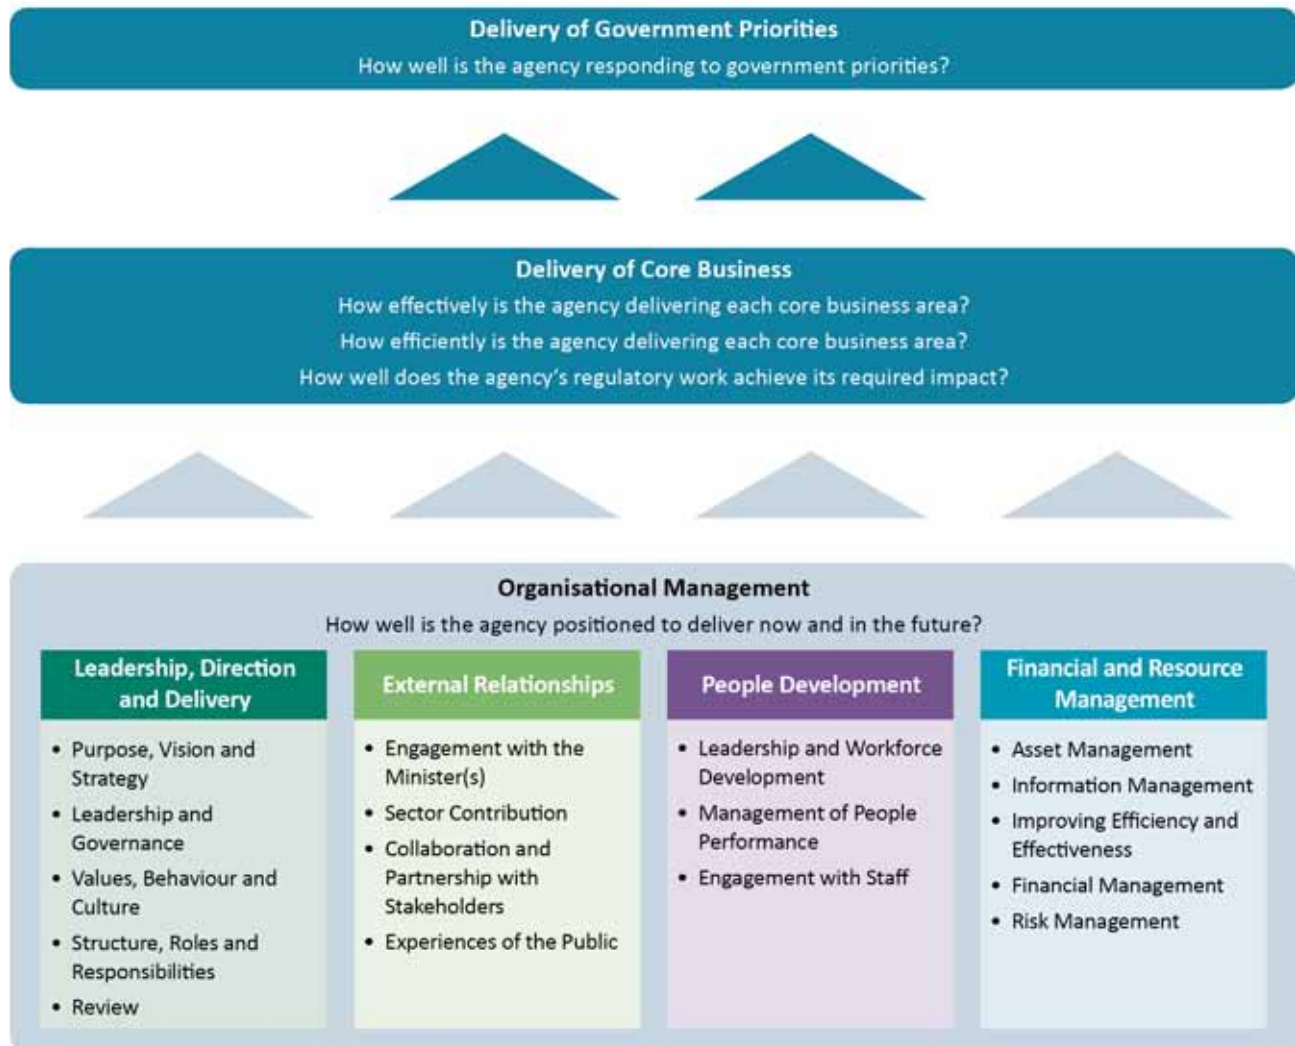 Delivery of Government Priorities
How well is the agency responding to government priorities?
Delivery of Core Business
How effectively is the agency delivering each core business area?
How efficiently is the agency delivering each core business area?
How well does the agency's regulatory work achieve its required impact?
Organisational Management
How well is the agency positioned to deliver now and in the future?
Leadership, Direction
and Delivery
• Purpose, Vision and
Strategy
• Leadership and
Governance
• Values, Behaviour and
Culture
• Structure, Roles and
Responsibilities
• Review
External Relationships
• Engagement with the
Minister(s)
• Sector Contribution
• Collaboration and
Partnership with
Stakeholders
• Experiences of the Public
People Development
• Leadership and Workforce
Development
• Management of People
Performance
• Engagement with Staff
Financial and Resource
Management
• Asset Management
• Information Management
• Improving Efficiency and
Effectiveness
• Financial Management
• Risk Management